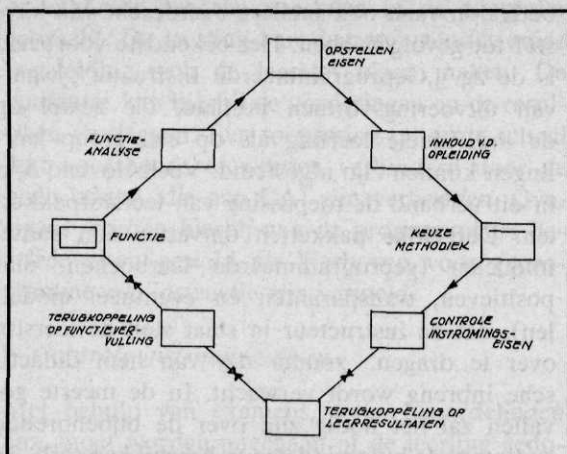 OPSTELLEN
EISEN
FUNCTIE-
ANALYSE
INHOUD V.D.
OPLEIDING
FUNCTIE
KEUZE
METHODIEK
TERUGKOPPELING
OP FUNCTIEVER-
VULLING
CONTROLE
INSTROMINGS-
EISEN
TERUGKOPPELING OP
LEERRESULTATEN